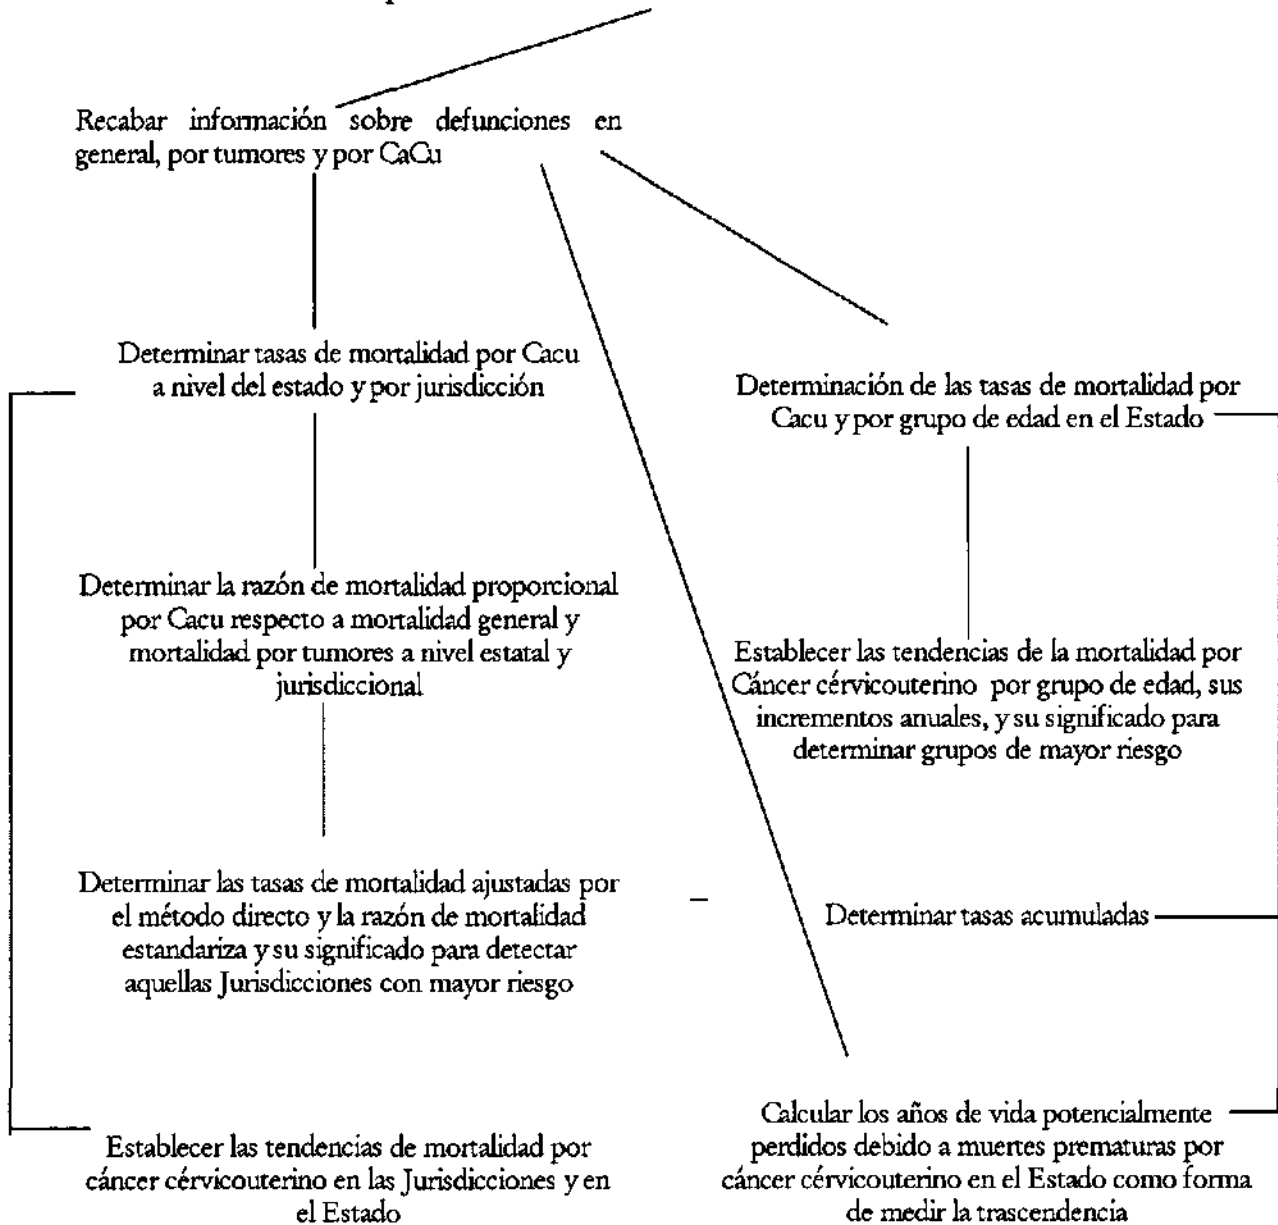 Recabar información sobre defunciones en
general, por tumores y por CaCu
Determinar tasas de mortalidad por Cacu
a nivel del estado y por jurisdicción
Determinación de las tasas de mortalidad por
Cacu y por grupo de edad en el Estado
Determinar la razón de mortalidad proporcional
por Cacu respecto a mortalidad general y
mortalidad por tumores a nivel estatal y
jurisdiccional
Establecer las tendencias de la mortalidad por
Cáncer cérvicouterino por grupo de edad, sus
incrementos anuales, y su significado para
determinar grupos de mayor riesgo
Determinar las tasas de mortalidad ajustadas por
el método directo y la razón de mortalidad
estandariza y su significado para detectar
aquellas Jurisdicciones con mayor riesgo
Determinar tasas acumuladas
Establecer las tendencias de mortalidad por
cáncer cérvicouterino en las Jurisdicciones y en
el Estado
Calcular los años de vida potencialmente
perdidos debido a muertes prematuras por
cáncer cérvicouterino en el Estado como forma
de medir la trascendencia